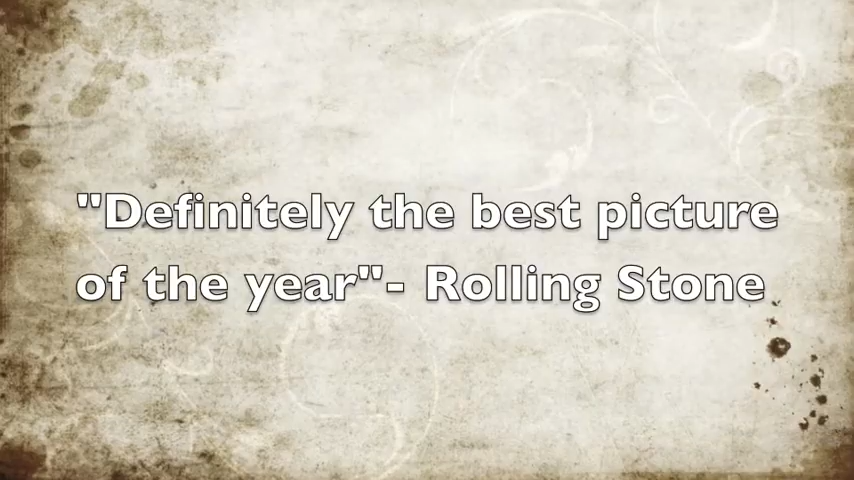 "Definitely the best picture
of the year"- Rolling Stone